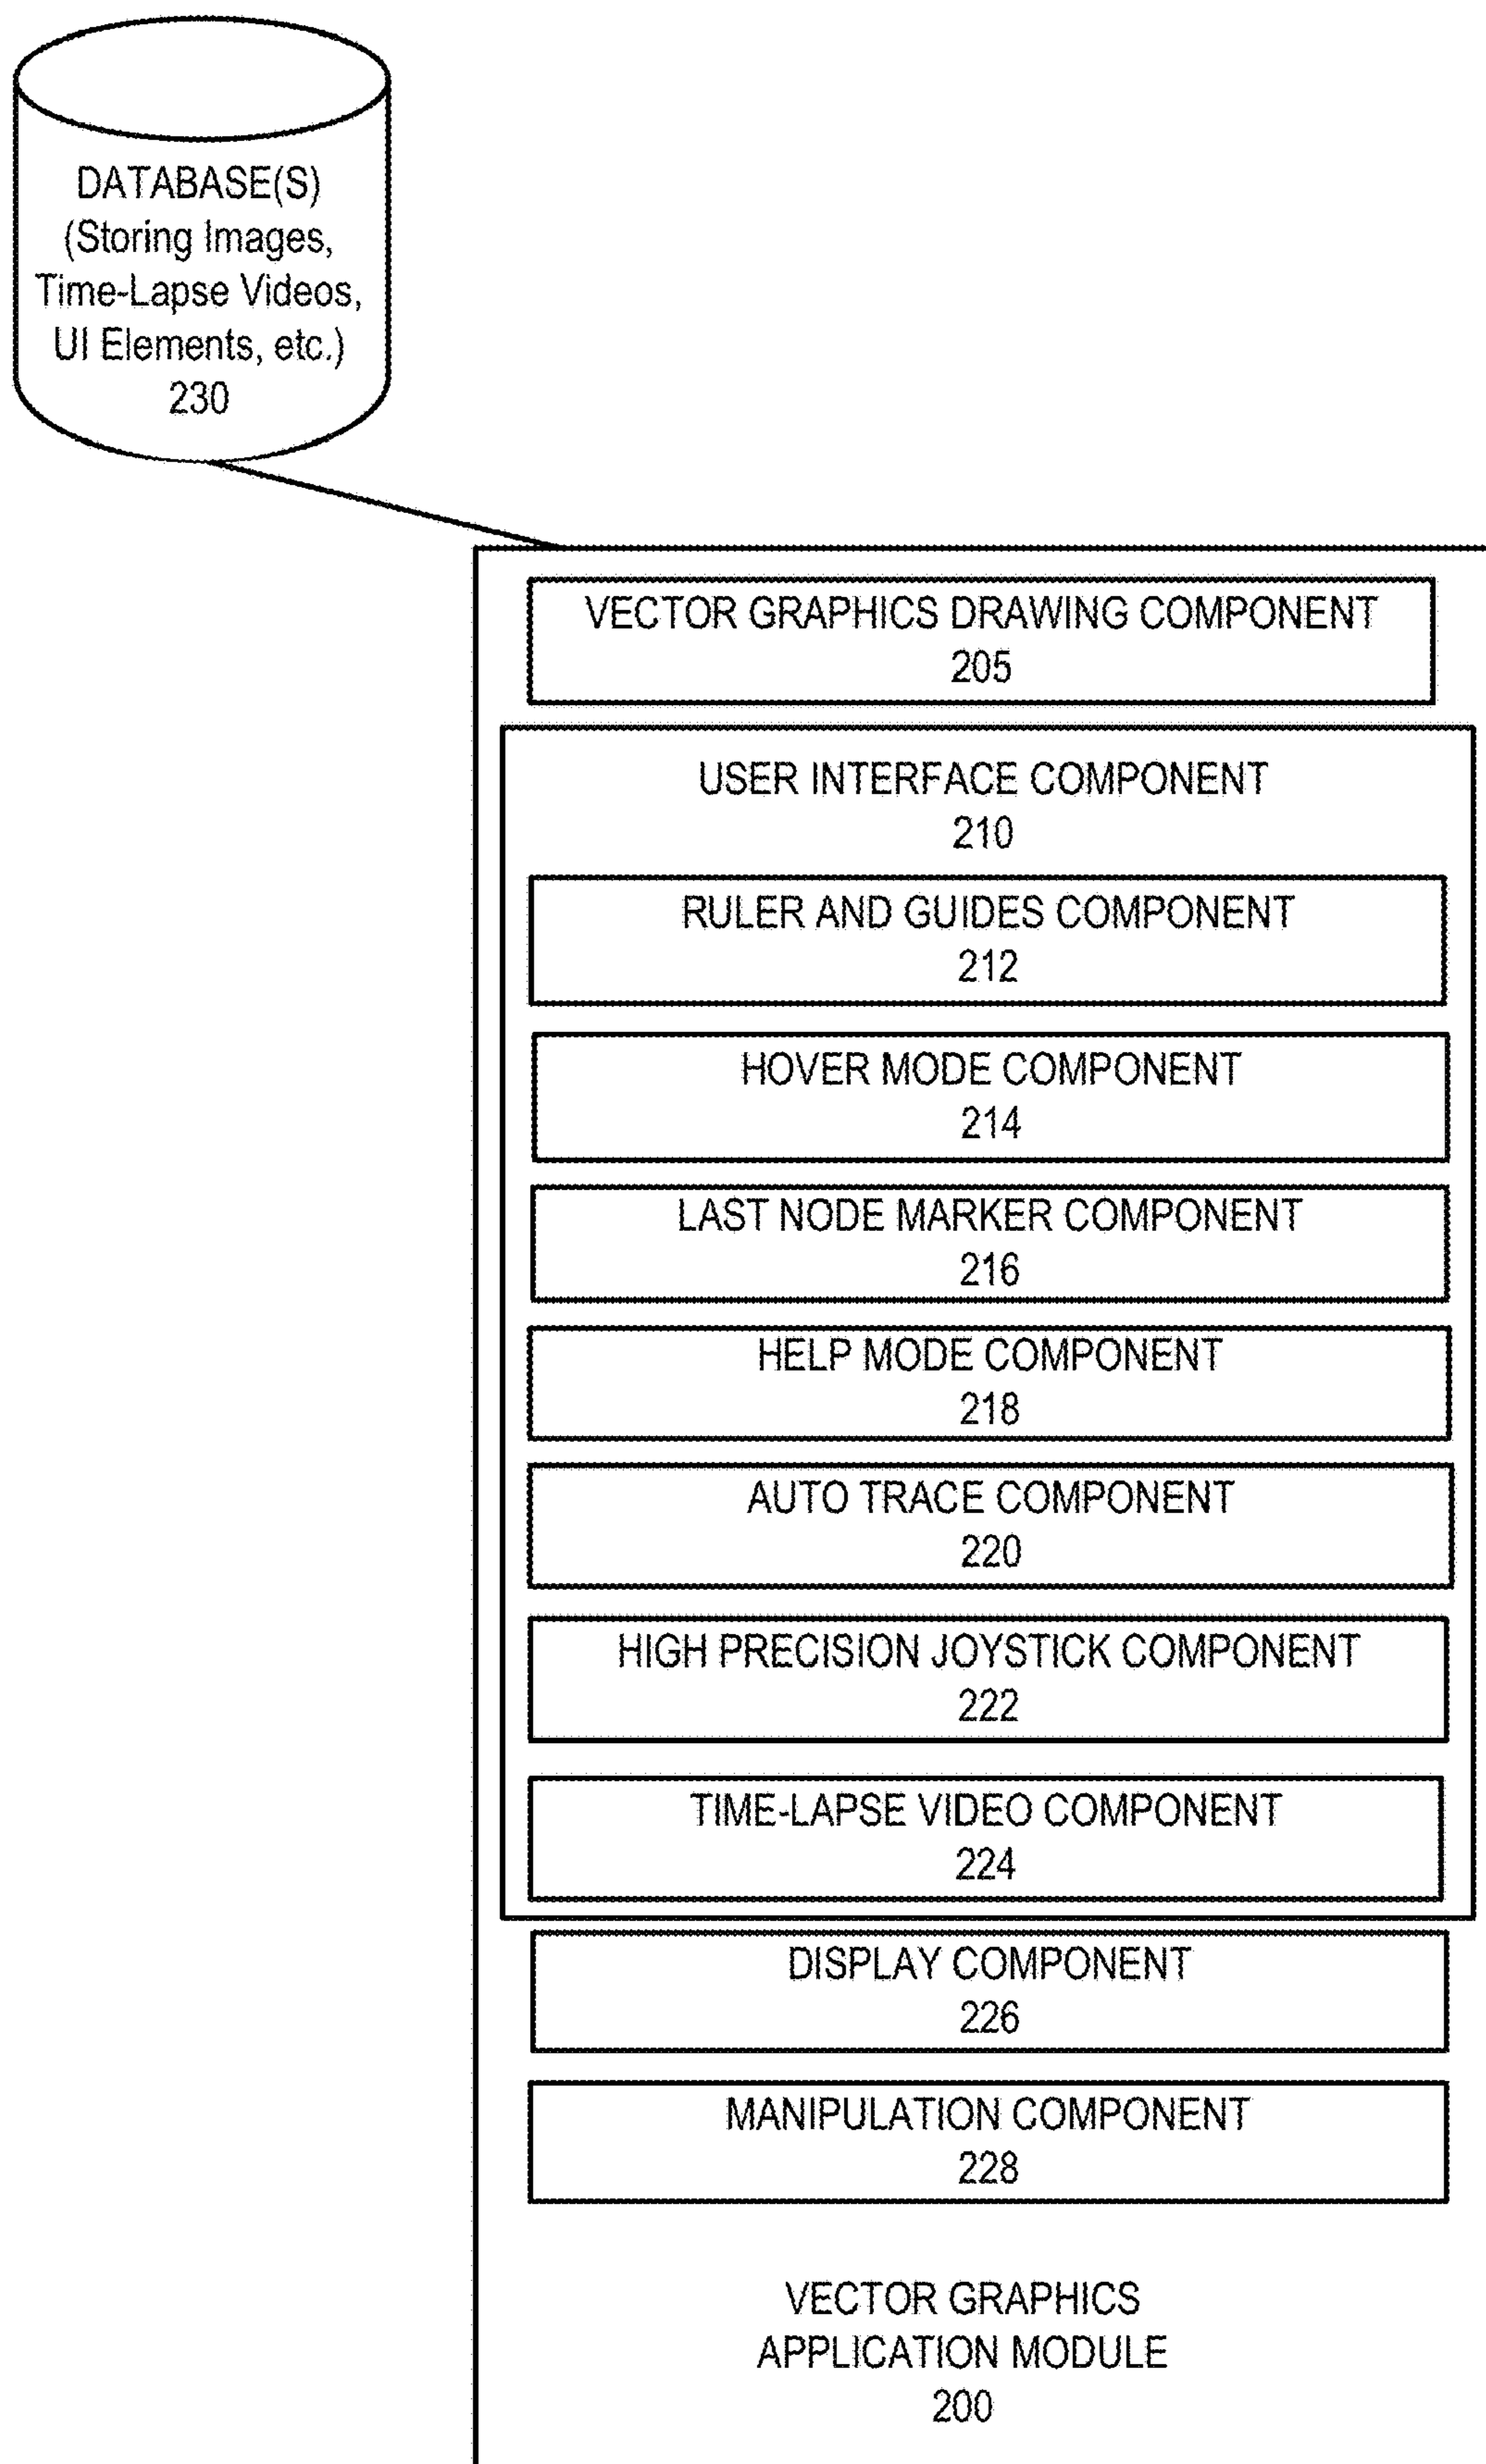 DATABASE(S)
(Storing Images,
Time-Lapse Videos,
UI Elements, etc.)
230
VECTOR GRAPHICS DRAWING COMPONENT
205
USER INTERFACE COMPONENT
210
RULER AND GUIDES COMPONENT
212
HOVER MODE COMPONENT
214
LAST NODE MARKER COMPONENT
216
HELP MODE COMPONENT
218
AUTO TRACE COMPONENT
220
HIGH PRECISION JOYSTICK COMPONENT
222
TIME-LAPSE VIDEO COMPONENT
224
DISPLAY COMPONENT
226
MANIPULATION COMPONENT
228
VECTOR GRAPHICS
APPLICATION MODULE
200